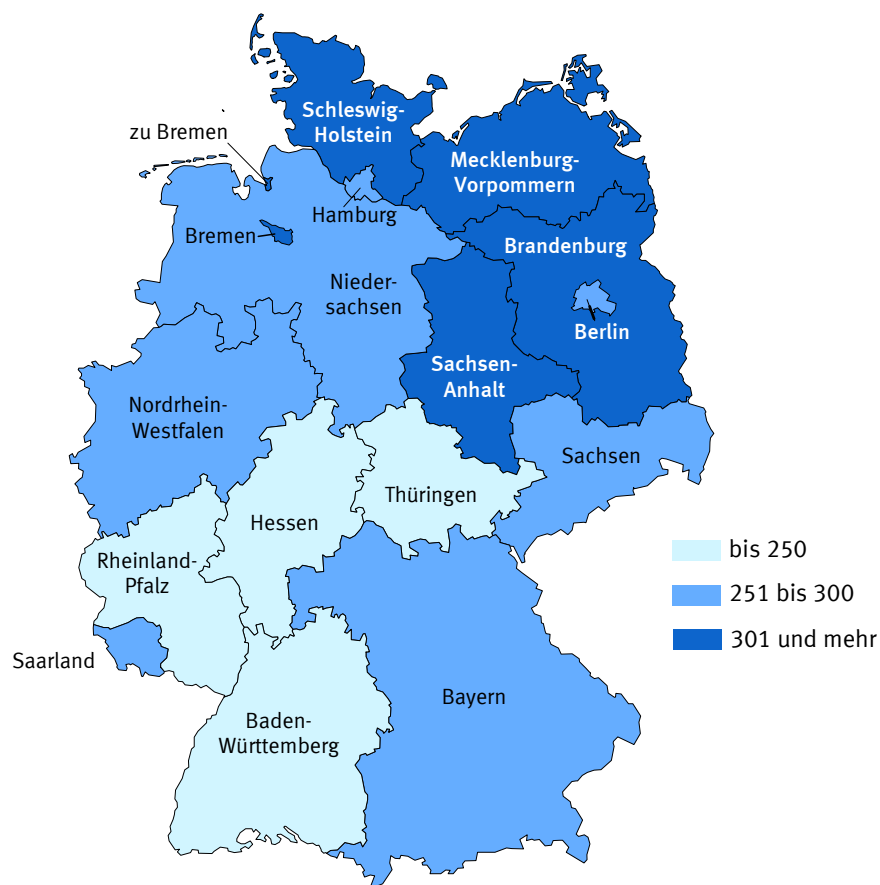 Schleswig-
Holstein
zu Bremen
Mecklenburg-
Vorpommern
Hamburg
Bremen
Brandenburg
Nieder-
sachsen
Berlin
Sachsen-
Anhalt
Nordrhein-
Westfalen
Sachsen
Thüringen
Hessen
Rheinland-
Pfalz
Saarland
Bayern
Baden-
Württemberg
bis 250
251 bis 300
301 und mehr